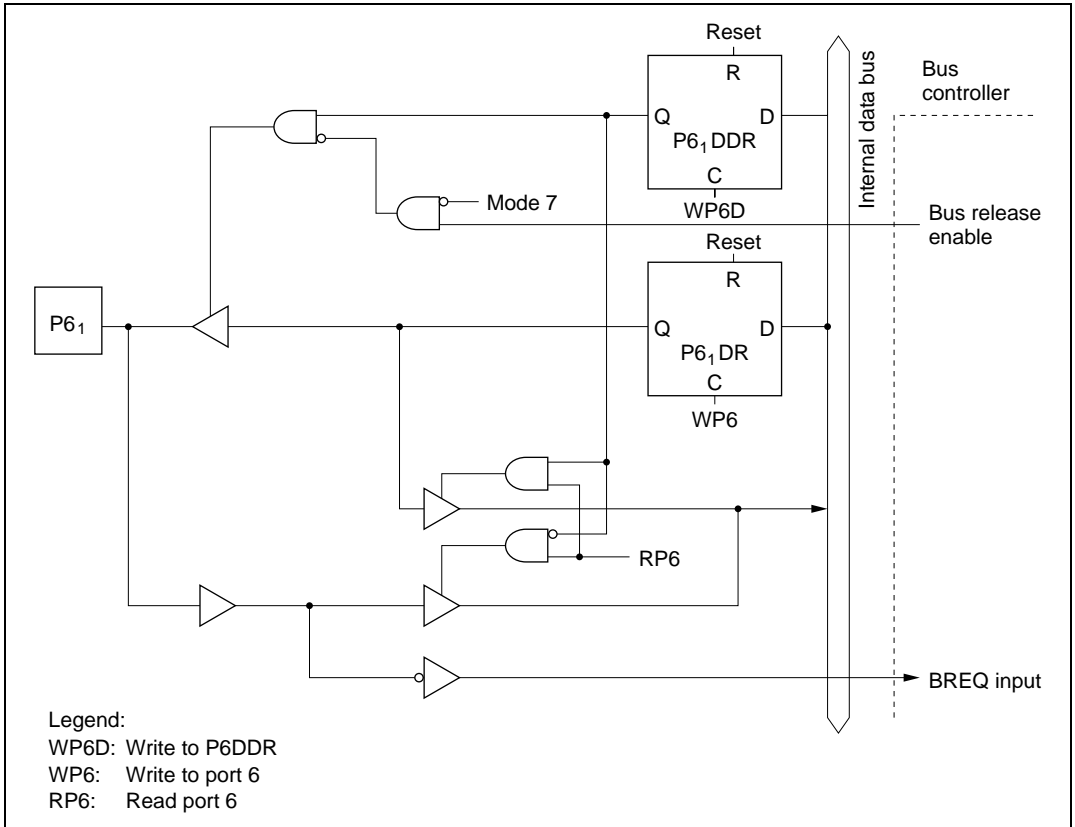 Reset
R
Q
D
P6₁DDR
C
WP6D
Internal data bus
Bus
controller
Mode 7
Bus release
enable
Reset
R
P6₁
Q
D
P6₁DR
C
WP6
RP6
BREQ input
Legend:
WP6D: Write to P6DDR
WP6: Write to port 6
RP6: Read port 6